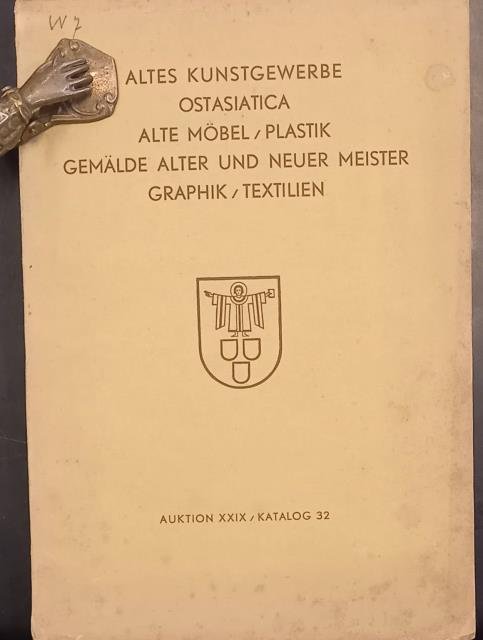 W 7
ALTES KUNSTGEWERBE
OSTASIATICA
ALTE MÖBEL / PLASTIK
GEMÄLDE ALTER UND NEUER MEISTER
GRAPHIK / TEXTILIEN
AUKTION XXIX / KATALOG 32